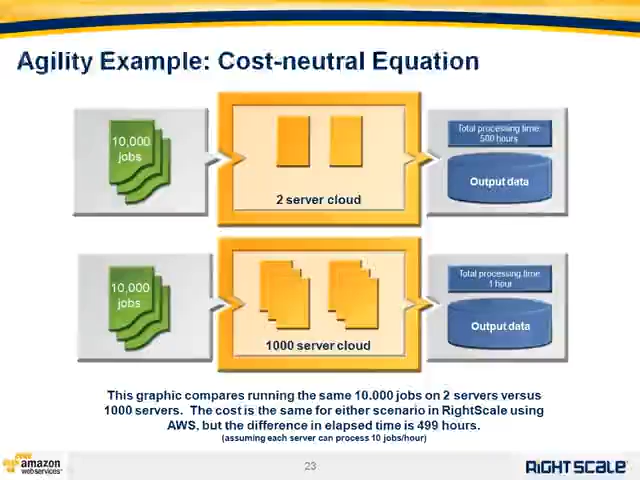 Agility Example: Cost-neutral Equation
10,000
jobs
2 server cloud
Total processing time:
500 hours
Output data
10,000
jobs
1000 server cloud
Total processing time:
1 hour
Output data
This graphic compares running the same 10.000 jobs on 2 servers versus
1000 servers. The cost is the same for either scenario in RightScale using
AWS, but the difference in elapsed time is 499 hours.
(assuming each server can process 10 jobs/hour)
amazon
webservices
23
RIGHTSCALE